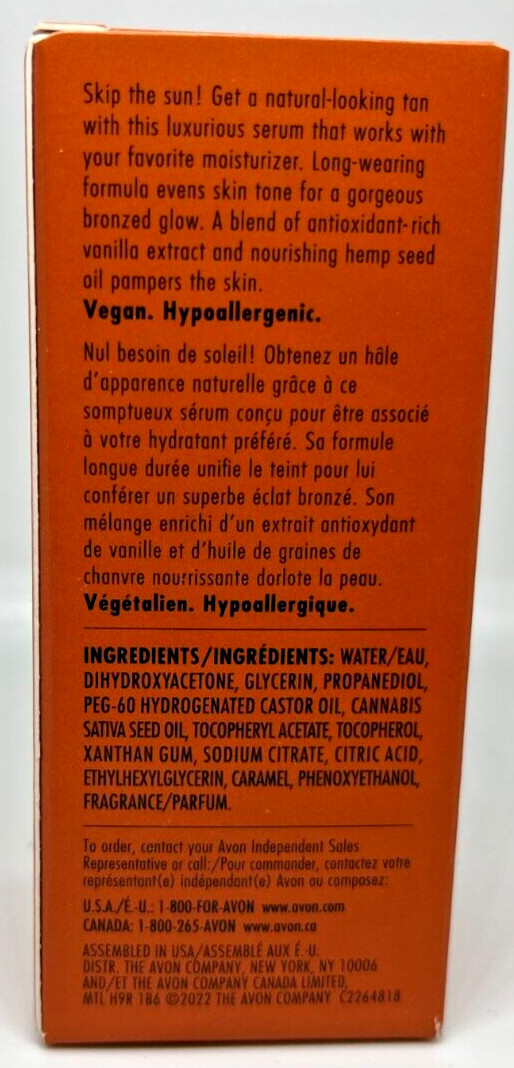 Skip the sun! Get a natural-looking tan
with this luxurious serum that works with
your favorite moisturizer. Long-wearing
formula evens skin tone for a gorgeous
bronzed glow. A blend of antioxidant-rich
vanilla extract and nourishing hemp seed
oil pampers the skin.
Vegan. Hypoallergenic.
Nul besoin de soleil! Obtenez un hâle
d'apparence naturelle grâce à ce
somptueux sérum conçu pour être associé
à votre hydratant préféré. Sa formule
longue durée unifie le teint pour lui
conférer un superbe éclat bronzé. Son
mélange enrichi d'un extrait antioxydant
de vanille et d'huile de graines de
chanvre nourrissante dorlote la peau.
Végétalien. Hypoallergique.
INGREDIENTS/INGRÉDIENTS: WATER/EAU,
DIHYDROXYACETONE, GLYCERIN, PROPANEDIOL,
PEG-60 HYDROGENATED CASTOR OIL, CANNABIS
SATIVA SEED OIL, TOCOPHERYL ACETATE, TOCOPHEROL,
XANTHAN GUM, SODIUM CITRATE, CITRIC ACID,
ETHYLHEXYLGLYCERIN, CARAMEL, PHENOXYETHANOL,
FRAGRANCE/PARFUM.
To order, contact your Avon Independent Sales
Representative or call:/Pour commander, contactez votre
représentant(e) indépendant(e) Avon ou composez:
U.S.A./É.-U.: 1-800-FOR-AVON www.avon.com
CANADA: 1-800-265-AVON www.avon.ca
ASSEMBLED IN USA/ASSEMBLÉ AUX É.-U.
DISTR. THE AVON COMPANY, NEW YORK, NY 10006
AND/ET THE AVON COMPANY CANADA LIMITED,
MTL H9R 1B6 ©2022 THE AVON COMPANY C2264818